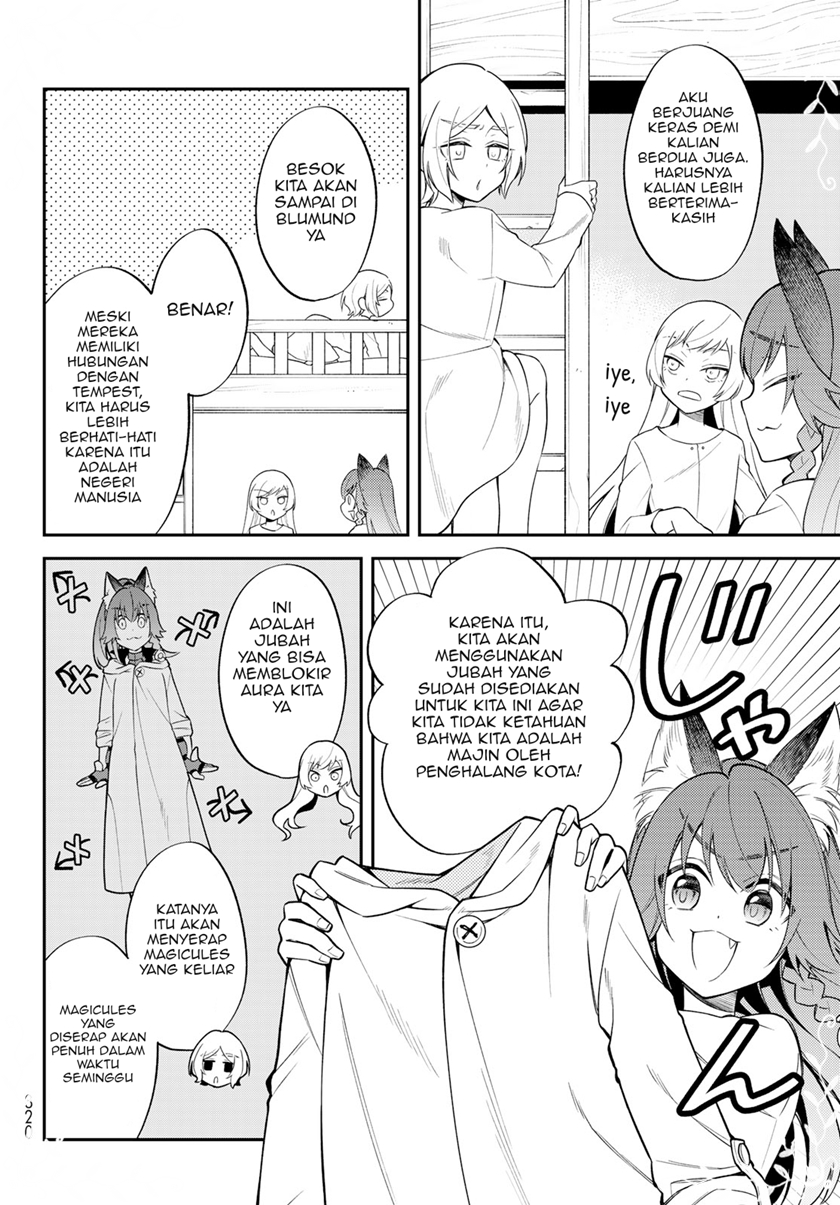 AKU
BERJUANG
KERAS DEMI
KALIAN
BERDUA JUGA.
HARUSNYA
KALIAN LEBIH
BERTERIMA-
KASIH
iye,
iye
BESOK
KITA AKAN
SAMPAI DI
BLUMUND
YA
BENAR!
MESKI
MEREKA
MEMILIKI
HUBUNGAN
DENGAN
TEMPEST,
KITA HARUS
LEBIH
BERHATI-HATI
KARENA ITU
ADALAH
NEGERI
MANUSIA
じゃん
KARENA ITU,
KITA AKAN
MENGGUNAKAN
JUBAH YANG
SUDAH DISEDIAKAN
UNTUK KITA INI AGAR
KITA TIDAK KETAHUAN
BAHWA KITA ADALAH
MAJIN OLEH
PENGHALANG KOTA!
INI
ADALAH
JUBAH
YANG BISA
MEMBLOKIR
AURA KITA
YA
KATANYA
ITU AKAN
MENYERAP
MAGICULES
YANG KELIAR
MAGICULES
YANG
DISERAP AKAN
PENUH DALAM
WAKTU
SEMINGGU